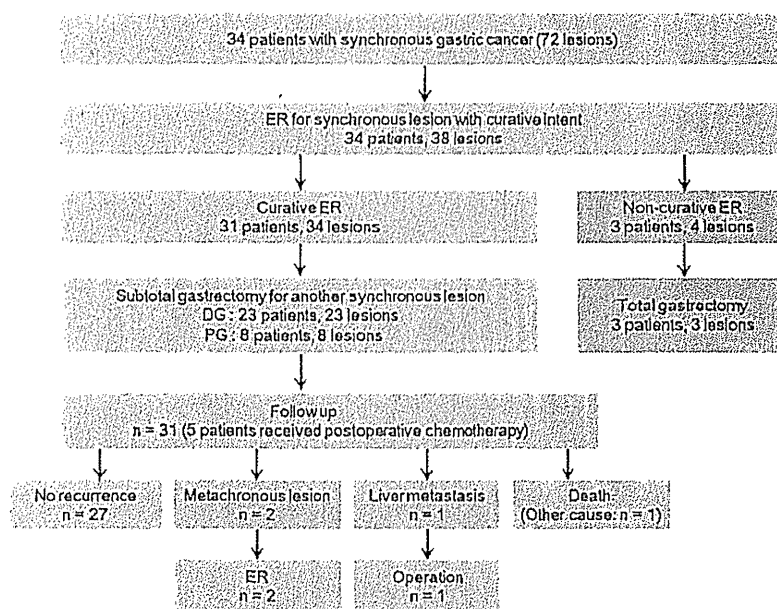 34 patients with synchronous gastric cancer (72 lesions)
ER for synchronous lesion with curative intent
34 patients, 38 lesions
Curative ER
31 patients, 34 lesions
Non-curative ER
3 patients, 4 lesions
Subtotal gastrectomy for another synchronous lesion
DG : 23 patients, 23 lesions
PG : 8 patients, 8 lesions
Total gastrectomy
3 patients, 3 lesions
Follow up
n = 31 (5 patients received postoperative chemotherapy)
No recurrence
n = 27
Metachronous lesion
n = 2
Liver metastasis
n = 1
Death
(Other cause: n = 1)
ER
n = 2
Operation
n = 1